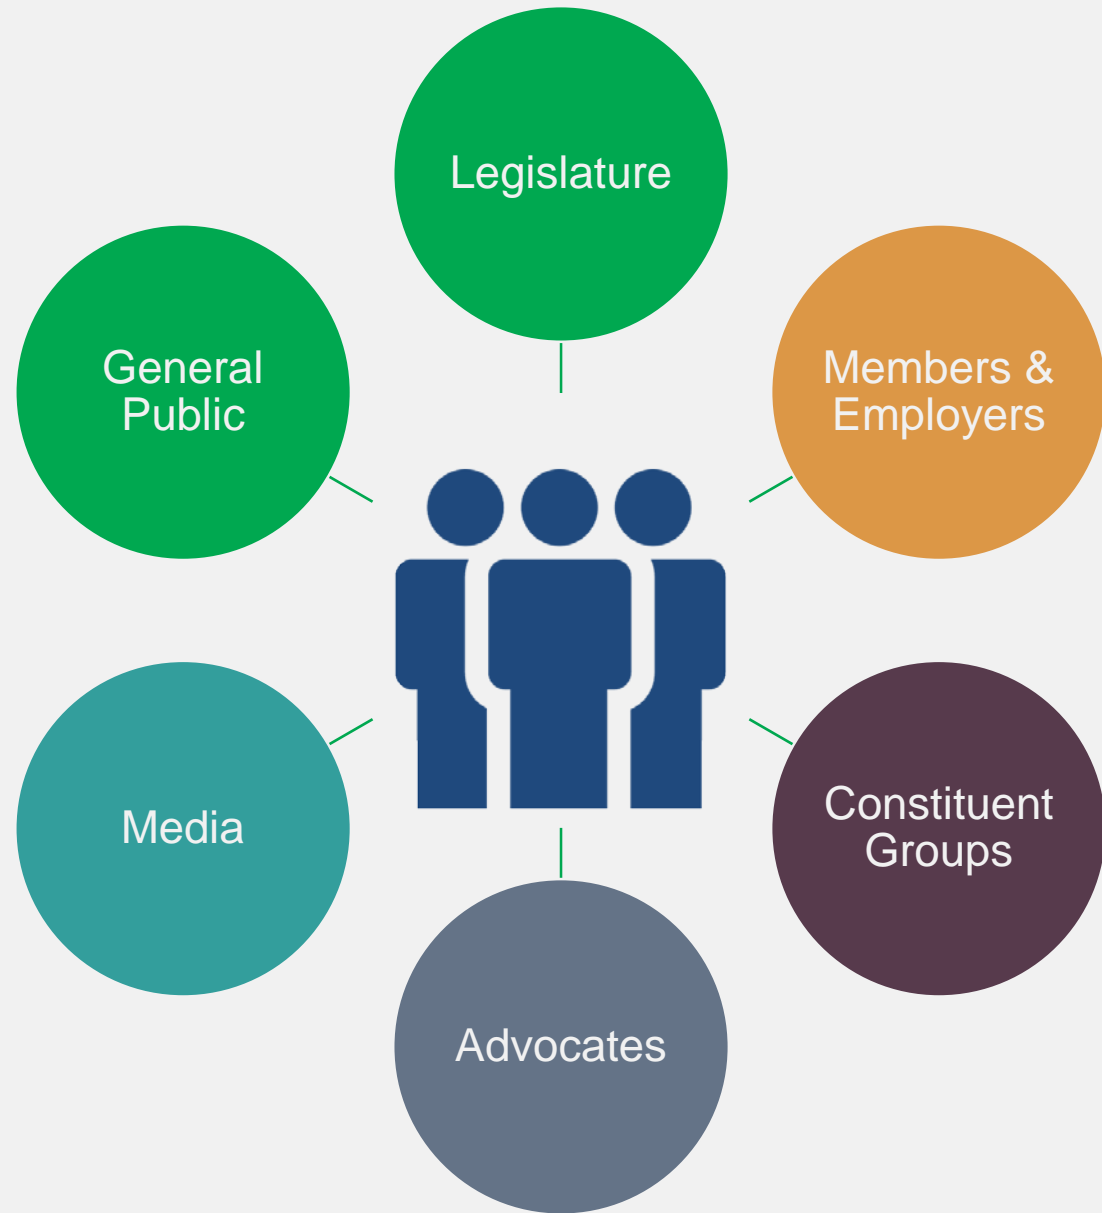 Legislature
General
Public
Members &
Employers
Media
Constituent
Groups
Advocates